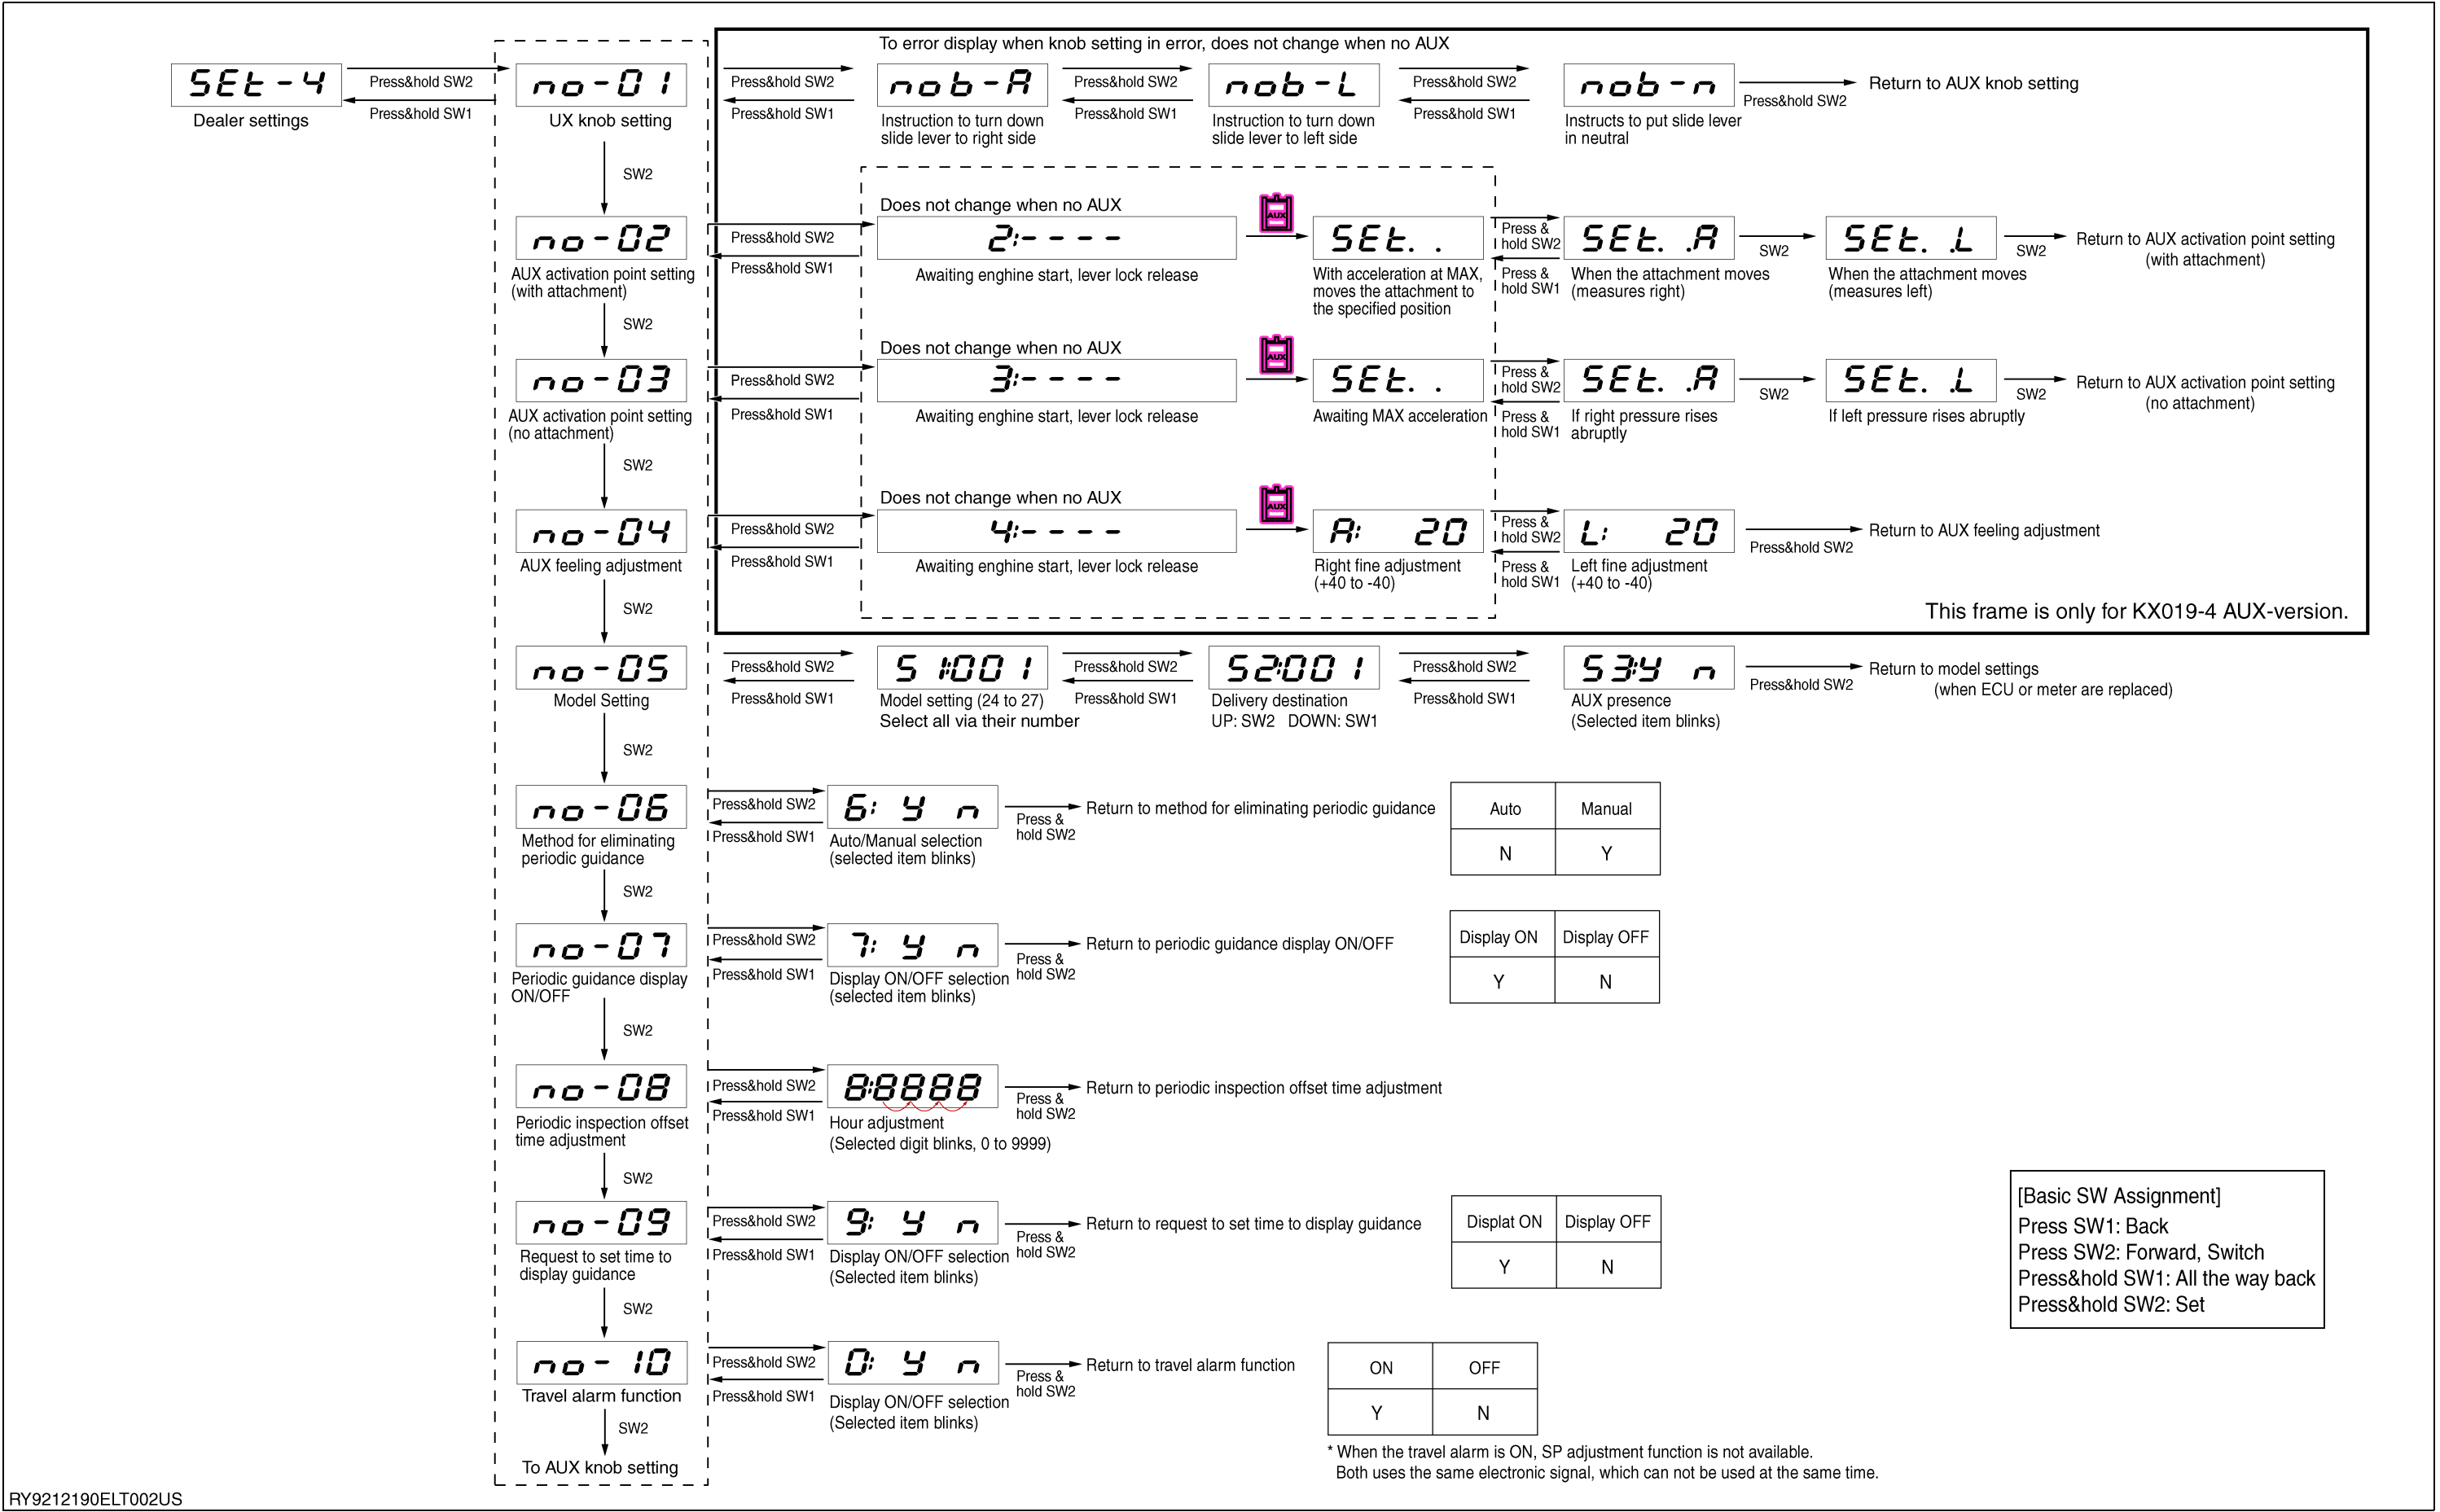 To error display when knob setting in error, does not change when no AUX
SEt-4
Press&hold SW2
Press&hold SW1
Dealer settings
no-01
UX knob setting
Press&hold SW2
Press&hold SW1
nob-A
Instruction to turn down
slide lever to right side
Press&hold SW2
Press&hold SW1
nob-L
Instruction to turn down
slide lever to left side
Press&hold SW2
Press&hold SW1
nob-n
Instructs to put slide lever
in neutral
Press&hold SW2
Return to AUX knob setting
SW2
no-02
AUX activation point setting
(with attachment)
Press&hold SW2
Press&hold SW1
Does not change when no AUX
2:----
Awaiting enghine start, lever lock release
AUX
SEt. .
With acceleration at MAX,
moves the attachment to
the specified position
Press &
hold SW2
Press &
hold SW1
SEt. .A
When the attachment moves
(measures right)
SW2
SEt. .L
When the attachment moves
(measures left)
SW2
Return to AUX activation point setting
(with attachment)
SW2
no-03
AUX activation point setting
(no attachment)
Press&hold SW2
Press&hold SW1
Does not change when no AUX
3:----
Awaiting enghine start, lever lock release
AUX
SEt. .
Awaiting MAX acceleration
Press &
hold SW2
Press &
hold SW1
SEt. .A
If right pressure rises
abruptly
SW2
SEt. .L
If left pressure rises abruptly
SW2
Return to AUX activation point setting
(no attachment)
SW2
no-04
AUX feeling adjustment
Press&hold SW2
Press&hold SW1
Does not change when no AUX
4:----
Awaiting enghine start, lever lock release
AUX
A: 20
Right fine adjustment
(+40 to -40)
Press &
hold SW2
Press &
hold SW1
L: 20
Left fine adjustment
(+40 to -40)
Press&hold SW2
Return to AUX feeling adjustment
This frame is only for KX019-4 AUX-version.
SW2
no-05
Model Setting
Press&hold SW2
Press&hold SW1
S1:001
Model setting (24 to 27)
Select all via their number
Press&hold SW2
Press&hold SW1
S2:001
Delivery destination
UP: SW2 DOWN: SW1
Press&hold SW2
Press&hold SW1
S3:y n
AUX presence
(Selected item blinks)
Press&hold SW2
Return to model settings
(when ECU or meter are replaced)
SW2
no-06
Method for eliminating
periodic guidance
Press&hold SW2
Press&hold SW1
6: y n
Auto/Manual selection
(selected item blinks)
Press &
hold SW2
Return to method for eliminating periodic guidance
Auto Manual
N Y
SW2
no-07
Periodic guidance display
ON/OFF
Press&hold SW2
Press&hold SW1
7: y n
Display ON/OFF selection
(selected item blinks)
Press &
hold SW2
Return to periodic guidance display ON/OFF
Display ON Display OFF
Y N
SW2
no-08
Periodic inspection offset
time adjustment
Press&hold SW2
Press&hold SW1
8:8888
Hour adjustment
(Selected digit blinks, 0 to 9999)
Press &
hold SW2
Return to periodic inspection offset time adjustment
SW2
no-09
Request to set time to
display guidance
Press&hold SW2
Press&hold SW1
9: y n
Display ON/OFF selection
(Selected item blinks)
Press &
hold SW2
Return to request to set time to display guidance
Displat ON Display OFF
Y N
SW2
no-10
Travel alarm function
Press&hold SW2
Press&hold SW1
0: y n
Display ON/OFF selection
(Selected item blinks)
Press &
hold SW2
Return to travel alarm function
ON OFF
Y N
* When the travel alarm is ON, SP adjustment function is not available.
Both uses the same electronic signal, which can not be used at the same time.
SW2
To AUX knob setting
[Basic SW Assignment]
Press SW1: Back
Press SW2: Forward, Switch
Press&hold SW1: All the way back
Press&hold SW2: Set
RY9212190ELT002US